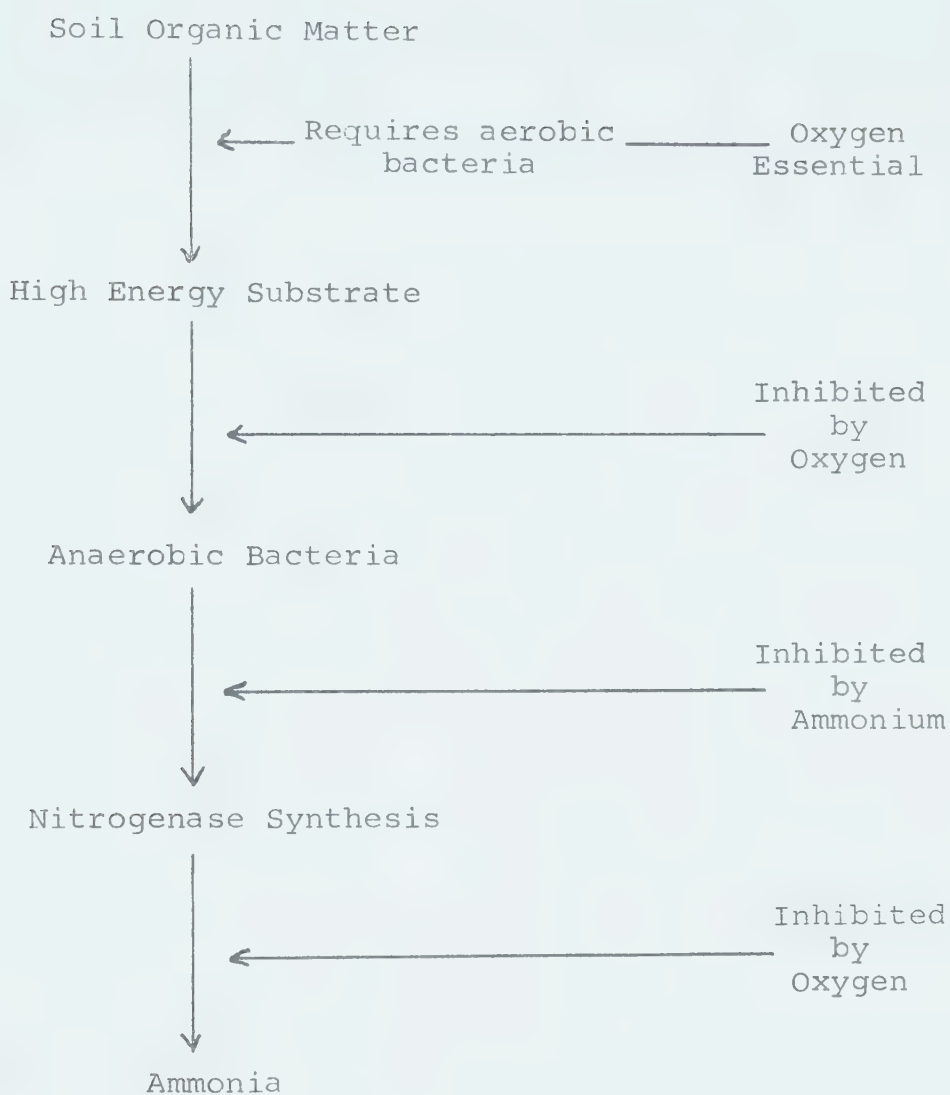 Soil Organic Matter
Requires aerobic
bacteria
Oxygen
Essential
High Energy Substrate
Inhibited
by
Oxygen
Anaerobic Bacteria
Inhibited
by
Ammonium
Nitrogenase Synthesis
Inhibited
by
Oxygen
Ammonia